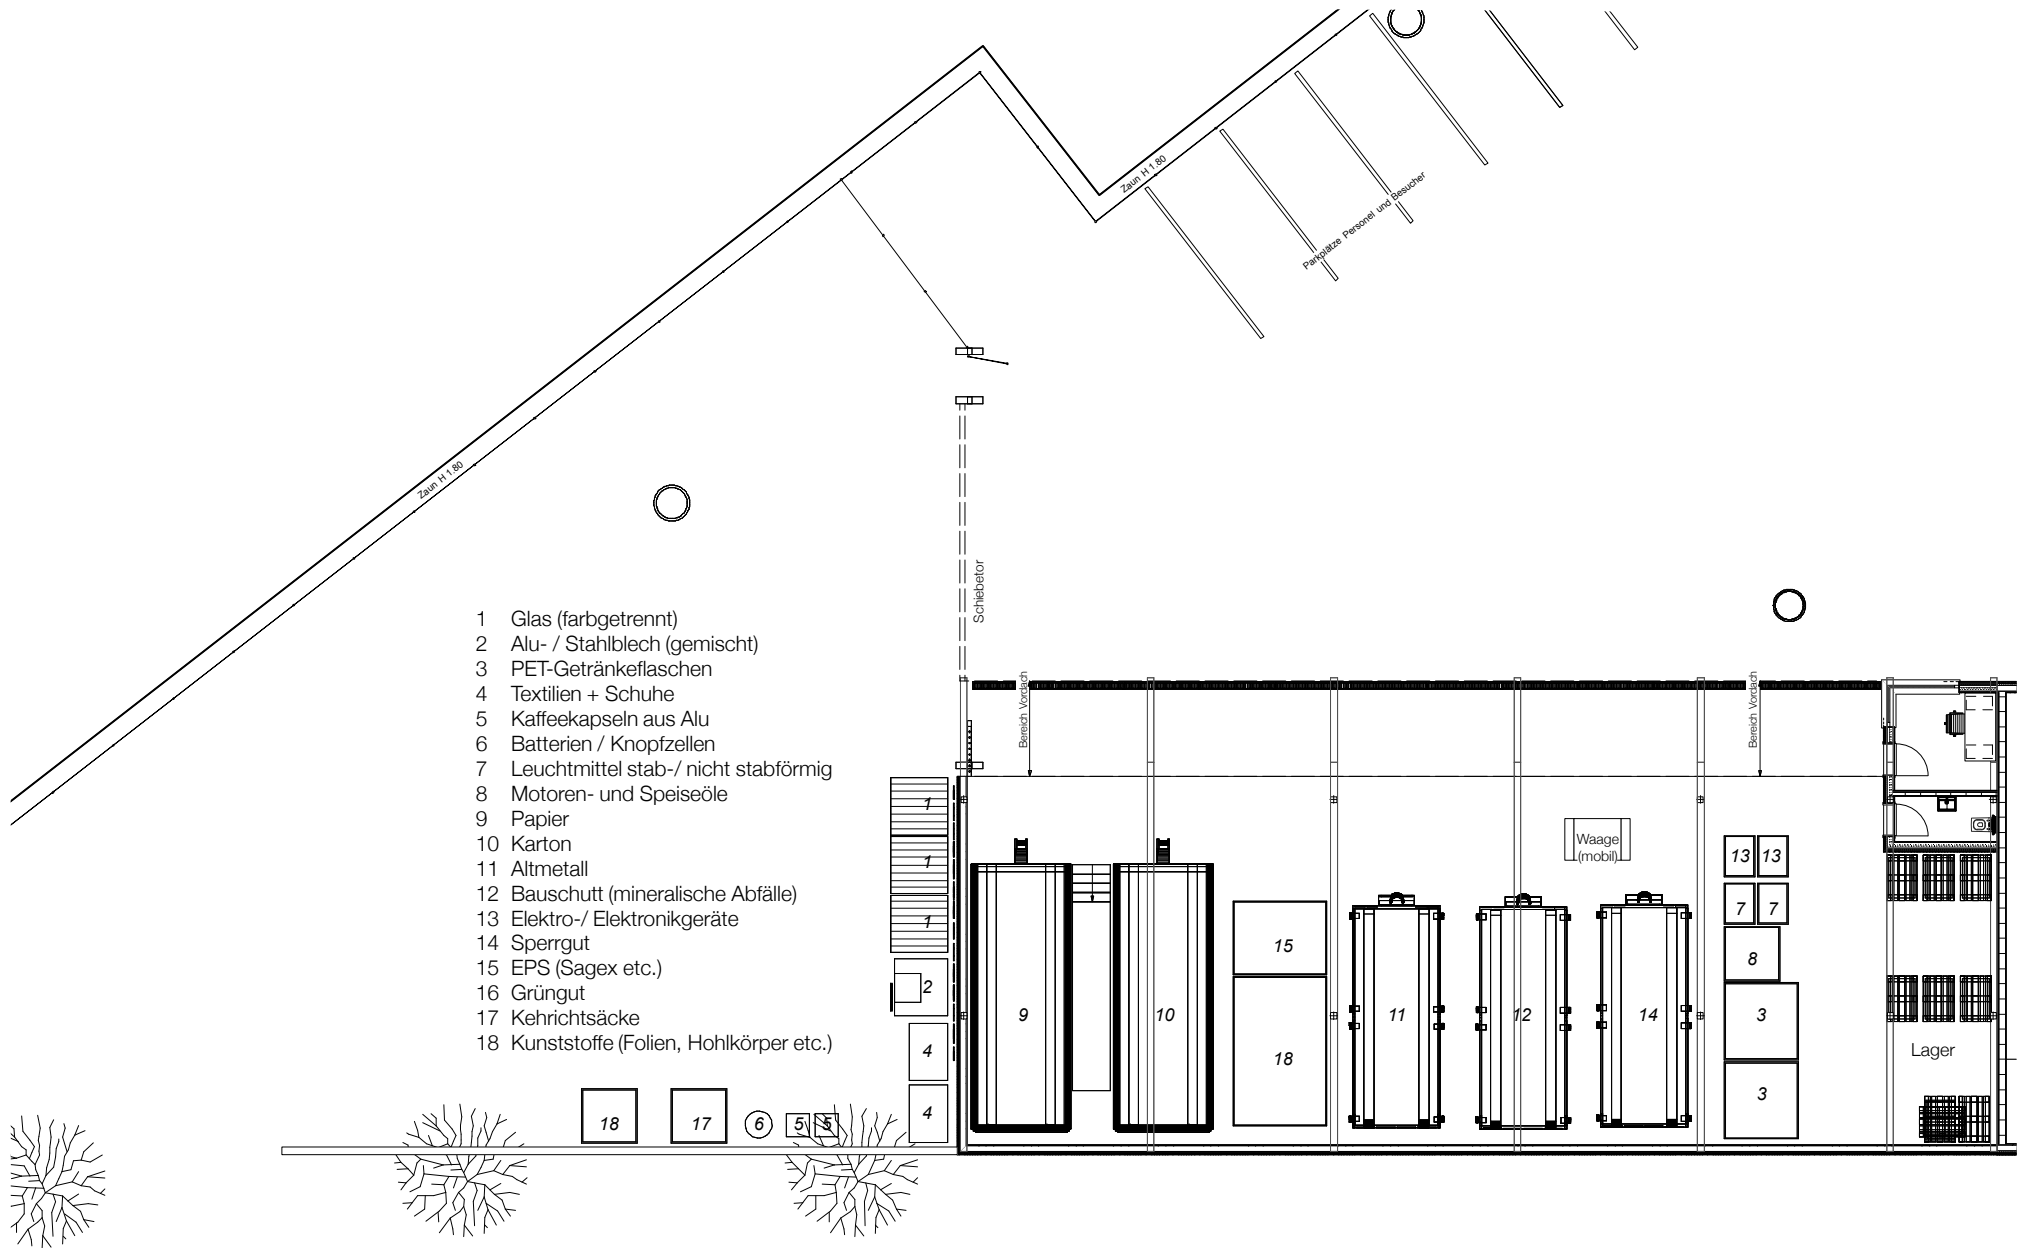 Zaun H 1.80
Parkplätze Personel und Besucher
Zaun H 1.80
Schiebetor
1 Glas (farbgetrennt)
2 Alu- / Stahlblech (gemischt)
3 PET-Getränkeflaschen
4 Textilien + Schuhe
5 Kaffeekapseln aus Alu
6 Batterien / Knopfzellen
7 Leuchtmittel stab-/ nicht stabförmig
8 Motoren- und Speiseöle
9 Papier
10 Karton
11 Altmetall
12 Bauschutt (mineralische Abfälle)
13 Elektro-/ Elektronikgeräte
14 Sperrgut
15 EPS (Sagex etc.)
16 Grüngut
17 Kehrichtsäcke
18 Kunststoffe (Folien, Hohlkörper etc.)
Bereich Vordach
Bereich Vordach
1
1
1
2
4
4
18
17
6
5
5
9
10
15
18
11
12
14
Waage
(mobil)
13 13
7 7
8
3
3
Lager